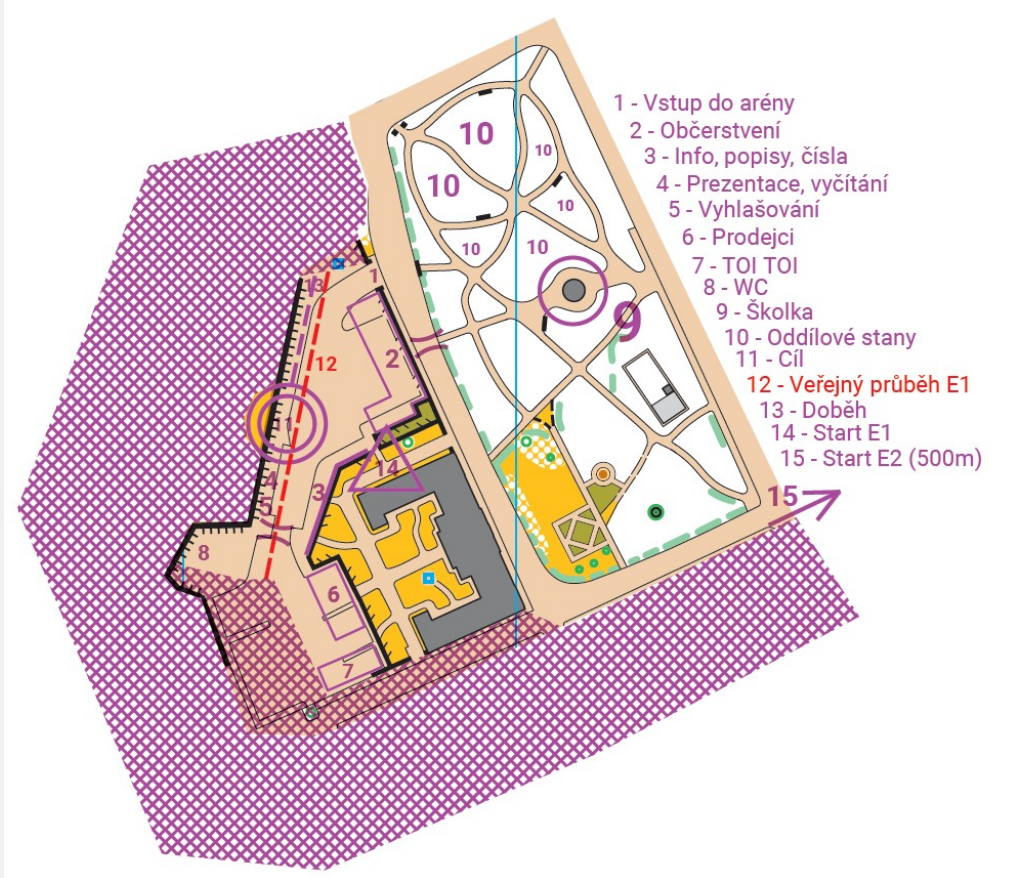 1 - Vstup do arény
2 - Občerstvení
3 - Info, popisy, čísla
4 - Prezentace, vyčítání
5 - Vyhlašování
6 - Prodejci
7 - TOI TOI
8 - WC
9 - Školka
10 - Oddílové stany
11 - Cíl
12 - Veřejný průběh E1
13 - Doběh
14 - Start E1
15 - Start E2 (500m)
10
10
10
10
10
10
13
1
9
12
2
11
14
4
3
5
15
8
6
7